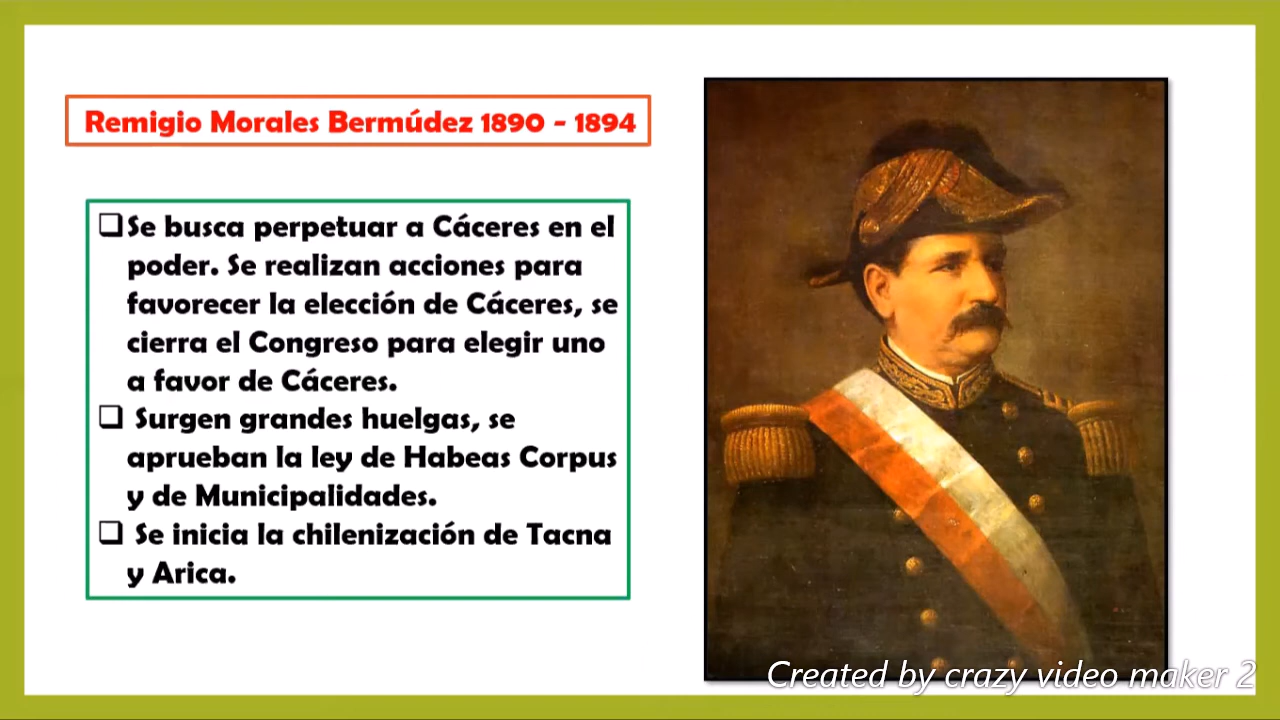 Remigio Morales Bermúdez 1890 - 1894
❑Se busca perpetuar a Cáceres en el
poder. Se realizan acciones para
favorecer la elección de Cáceres, se
cierra el Congreso para elegir uno
a favor de Cáceres.
❑ Surgen grandes huelgas, se
aprueban la ley de Habeas Corpus
y de Municipalidades.
❑ Se inicia la chilenización de Tacna
y Arica.
Created by crazy video maker 2